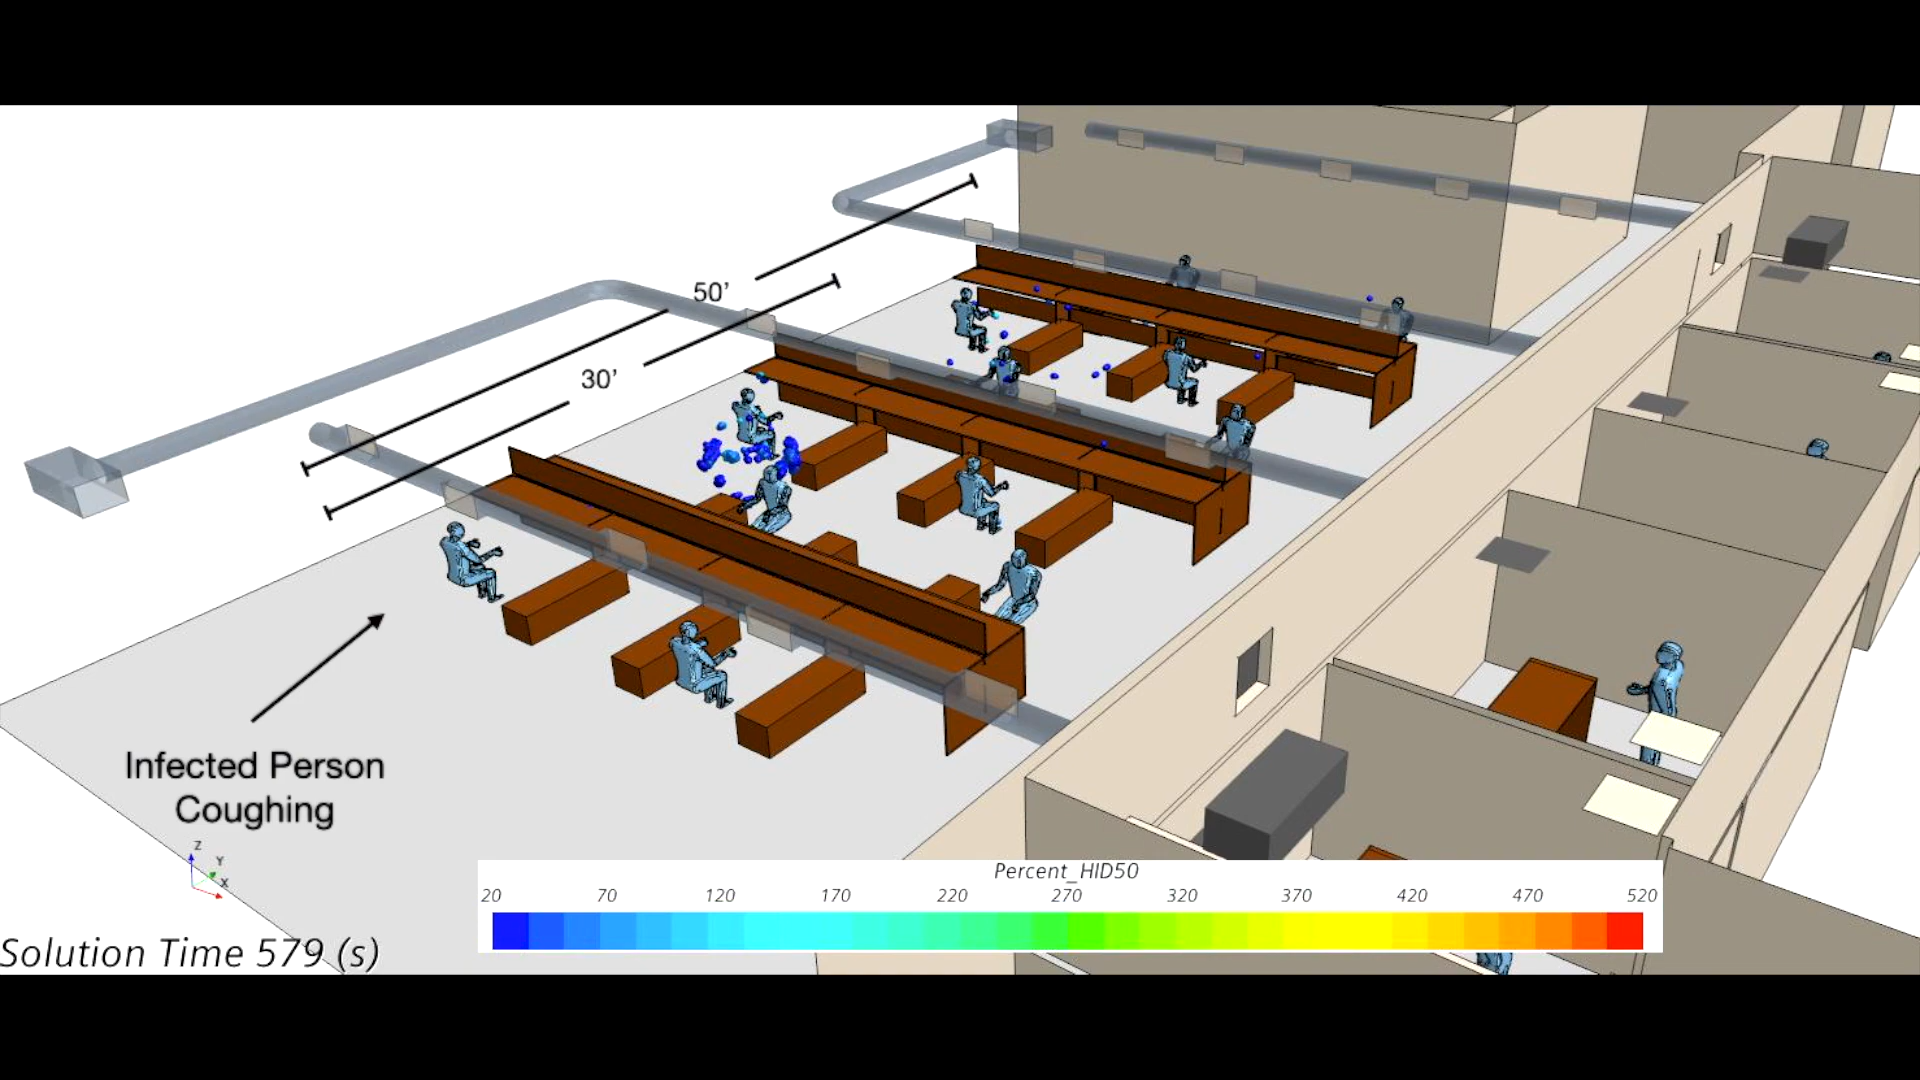 50’
30’
Infected Person
Coughing
Z
Y
X
Percent_HID50
20 70 120 170 220 270 320 370 420 470 520
Solution Time 579 (s)